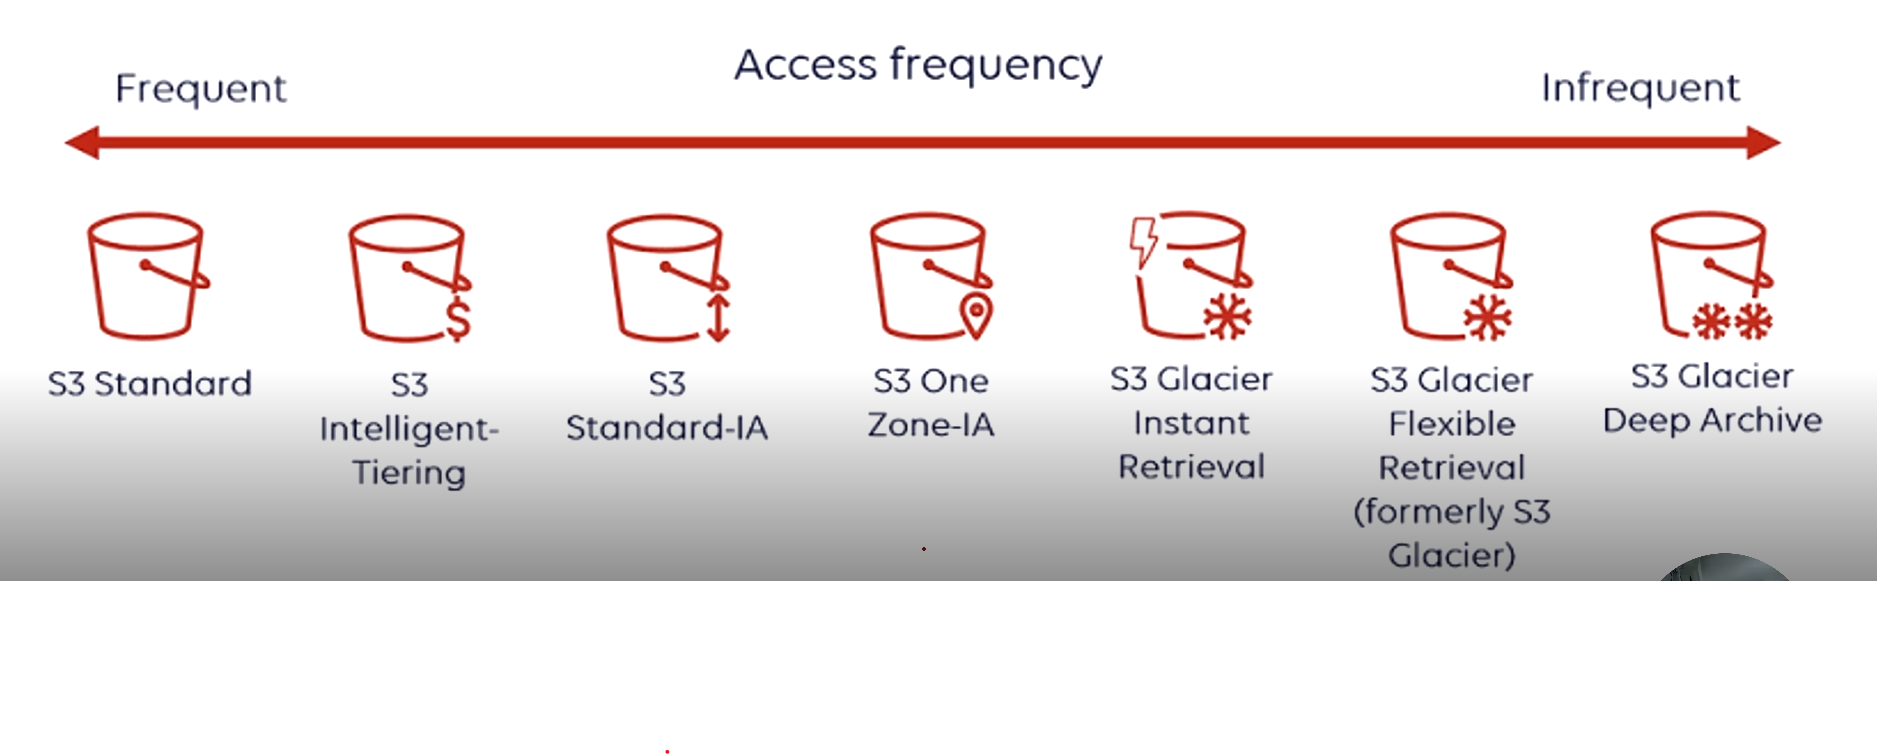 Access frequency
Frequent
Infrequent
S3 Standard
S3
Intelligent-
Tiering
S3
Standard-IA
S3 One
Zone-IA
S3 Glacier
Instant
Retrieval
S3 Glacier
Flexible
Retrieval
(formerly S3
Glacier)
S3 Glacier
Deep Archive